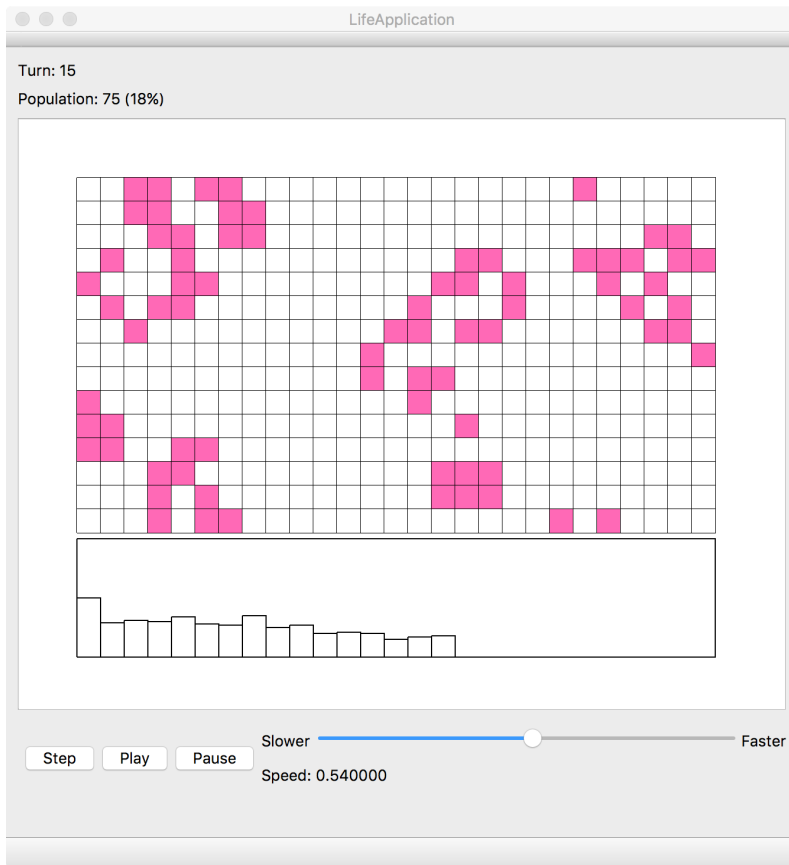 LifeApplication
Turn: 15
Population: 75 (18%)
Slower
Faster
Step
Play
Pause
Speed: 0.540000